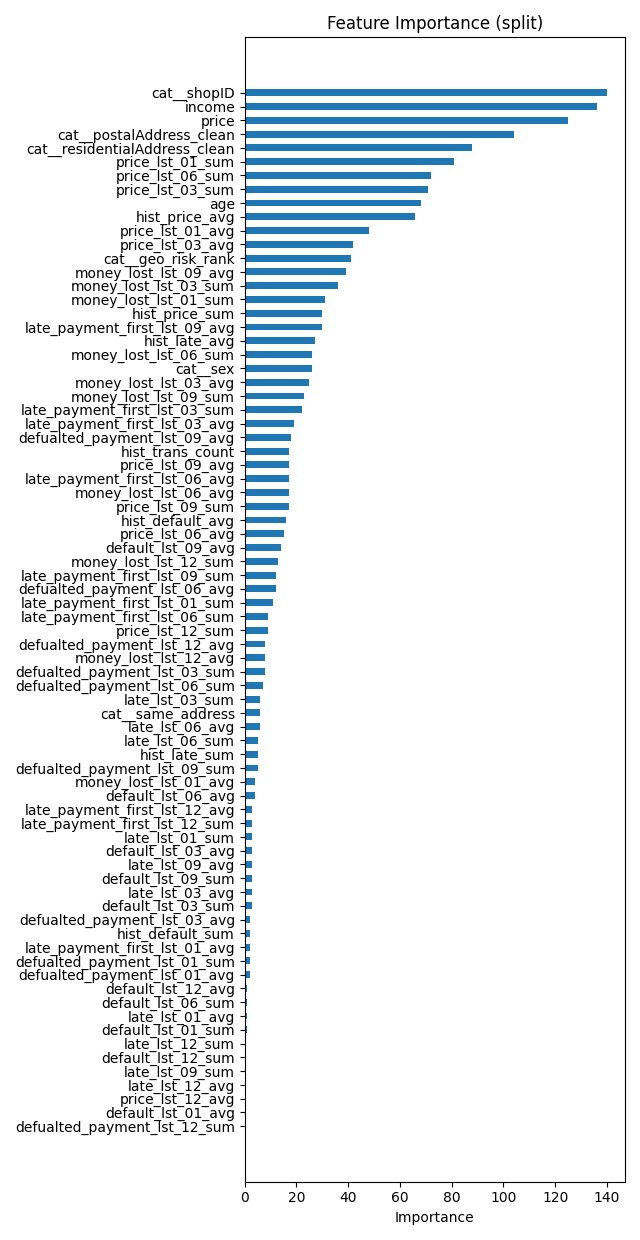 Feature Importance (split)
cat__shopID
income
price
cat__postalAddress_clean
cat__residentialAddress_clean
price_lst_01_sum
price_lst_06_sum
price_lst_03_sum
age
hist_price_avg
price_lst_01_avg
price_lst_03_avg
cat__geo_risk_rank
money_lost_lst_09_avg
money_lost_lst_03_sum
money_lost_lst_01_sum
hist_price_sum
late_payment_first_lst_09_avg
hist_late_avg
money_lost_lst_06_sum
cat__sex
money_lost_lst_03_avg
money_lost_lst_09_sum
late_payment_first_lst_03_sum
late_payment_first_lst_03_avg
defualted_payment_lst_09_avg
hist_trans_count
price_lst_09_avg
late_payment_first_lst_06_avg
money_lost_lst_06_avg
price_lst_09_sum
hist_default_avg
price_lst_06_avg
default_lst_09_avg
money_lost_lst_12_sum
late_payment_first_lst_09_sum
defualted_payment_lst_06_avg
late_payment_first_lst_01_sum
late_payment_first_lst_06_sum
price_lst_12_sum
defualted_payment_lst_12_avg
money_lost_lst_12_avg
defualted_payment_lst_03_sum
defualted_payment_lst_06_sum
late_lst_03_sum
cat__same_address
late_lst_06_avg
late_lst_06_sum
hist_late_sum
defualted_payment_lst_09_sum
money_lost_lst_01_avg
default_lst_06_avg
late_payment_first_lst_12_avg
late_payment_first_lst_12_sum
late_lst_01_sum
default_lst_03_avg
late_lst_09_avg
default_lst_09_sum
late_lst_03_avg
default_lst_03_sum
defualted_payment_lst_03_avg
hist_default_sum
late_payment_first_lst_01_avg
defualted_payment_lst_01_sum
defualted_payment_lst_01_avg
default_lst_12_avg
default_lst_06_sum
late_lst_01_avg
default_lst_01_sum
late_lst_12_sum
default_lst_12_sum
late_lst_09_sum
late_lst_12_avg
price_lst_12_avg
default_lst_01_avg
defualted_payment_lst_12_sum
0 20 40 60 80 100 120 140
Importance